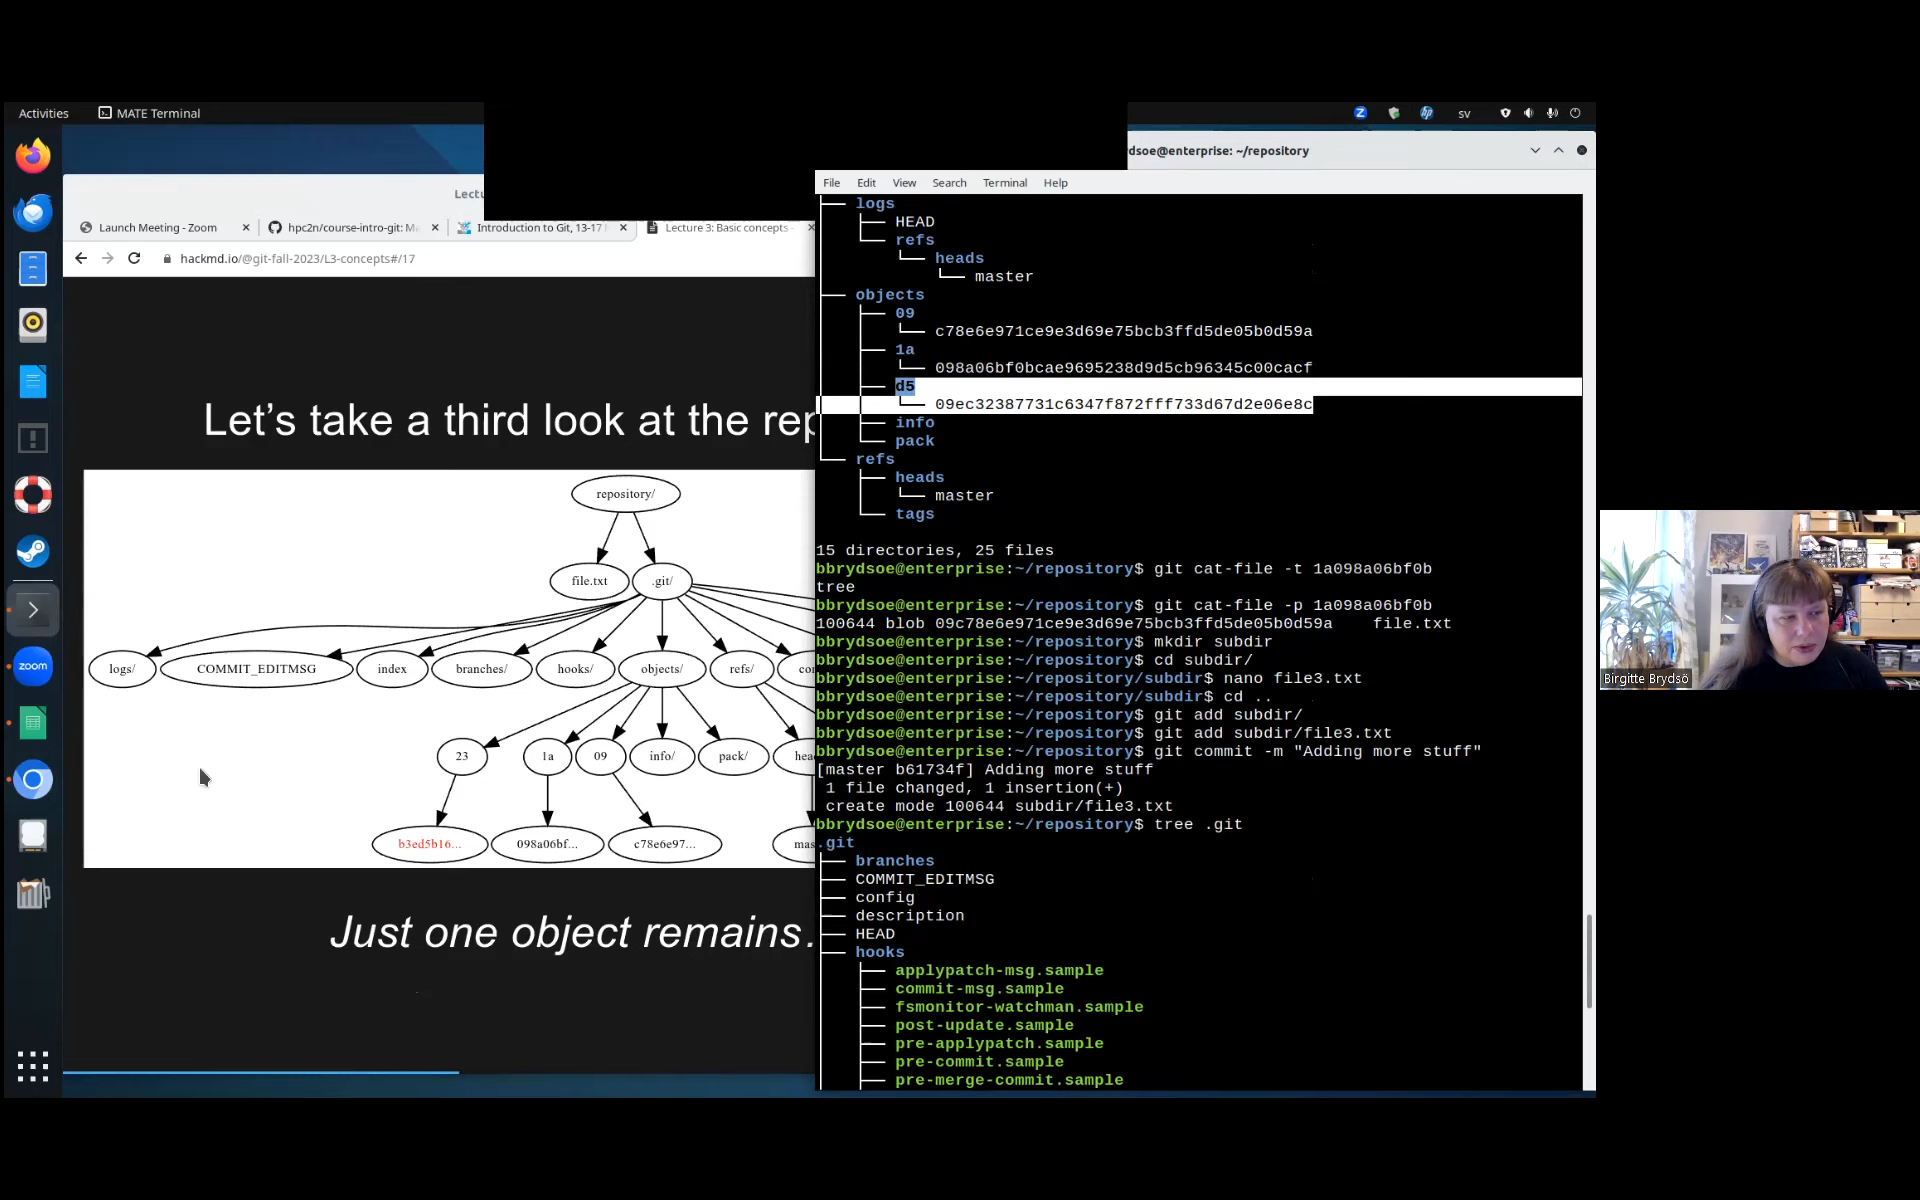 Activities
MATE Terminal
sv
dsoe@enterprise: ~/repository
Launch Meeting - Zoom
hpc2n/course-intro-git:
Introduction to Git, 13-17
Lecture 3: Basic concepts -
hackmd.io/@git-fall-2023/L3-concepts#/17
Let's take a third look at the rep
repository/
file.txt
.git/
logs/
COMMIT_EDITMSG
index
branches/
hooks/
objects/
refs/
23
1a
09
info/
pack/
b3ed5b16...
098a06bf...
c78e6e97...
Just one object remains.
zoom
File Edit View Search Terminal Help
├── logs
│   ├── HEAD
│   └── refs
│       └── heads
│           └── master
├── objects
│   ├── 09
│   │   └── c78e6e971ce9e3d69e75bcb3ffd5de05b0d59a
│   ├── 1a
│   │   └── 098a06bf0bcae9695238d9d5cb96345c00cacf
│   ├── d5
│   │   └── 09ec32387731c6347f872fff733d67d2e06e8c
│   ├── info
│   └── pack
└── refs
    ├── heads
    │   └── master
    └── tags
15 directories, 25 files
bbrydsoe@enterprise:~/repository$ git cat-file -t 1a098a06bf0b
tree
bbrydsoe@enterprise:~/repository$ git cat-file -p 1a098a06bf0b
100644 blob 09c78e6e971ce9e3d69e75bcb3ffd5de05b0d59a    file.txt
bbrydsoe@enterprise:~/repository$ mkdir subdir
bbrydsoe@enterprise:~/repository$ cd subdir/
bbrydsoe@enterprise:~/repository/subdir$ nano file3.txt
bbrydsoe@enterprise:~/repository/subdir$ cd ..
bbrydsoe@enterprise:~/repository$ git add subdir/
bbrydsoe@enterprise:~/repository$ git add subdir/file3.txt
bbrydsoe@enterprise:~/repository$ git commit -m "Adding more stuff"
[master b61734f] Adding more stuff
 1 file changed, 1 insertion(+)
 create mode 100644 subdir/file3.txt
bbrydsoe@enterprise:~/repository$ tree .git
.git
├── branches
├── COMMIT_EDITMSG
├── config
├── description
├── HEAD
├── hooks
│   ├── applypatch-msg.sample
│   ├── commit-msg.sample
│   ├── fsmonitor-watchman.sample
│   ├── post-update.sample
│   ├── pre-applypatch.sample
│   ├── pre-commit.sample
│   ├── pre-merge-commit.sample
Birgitte Brydsö